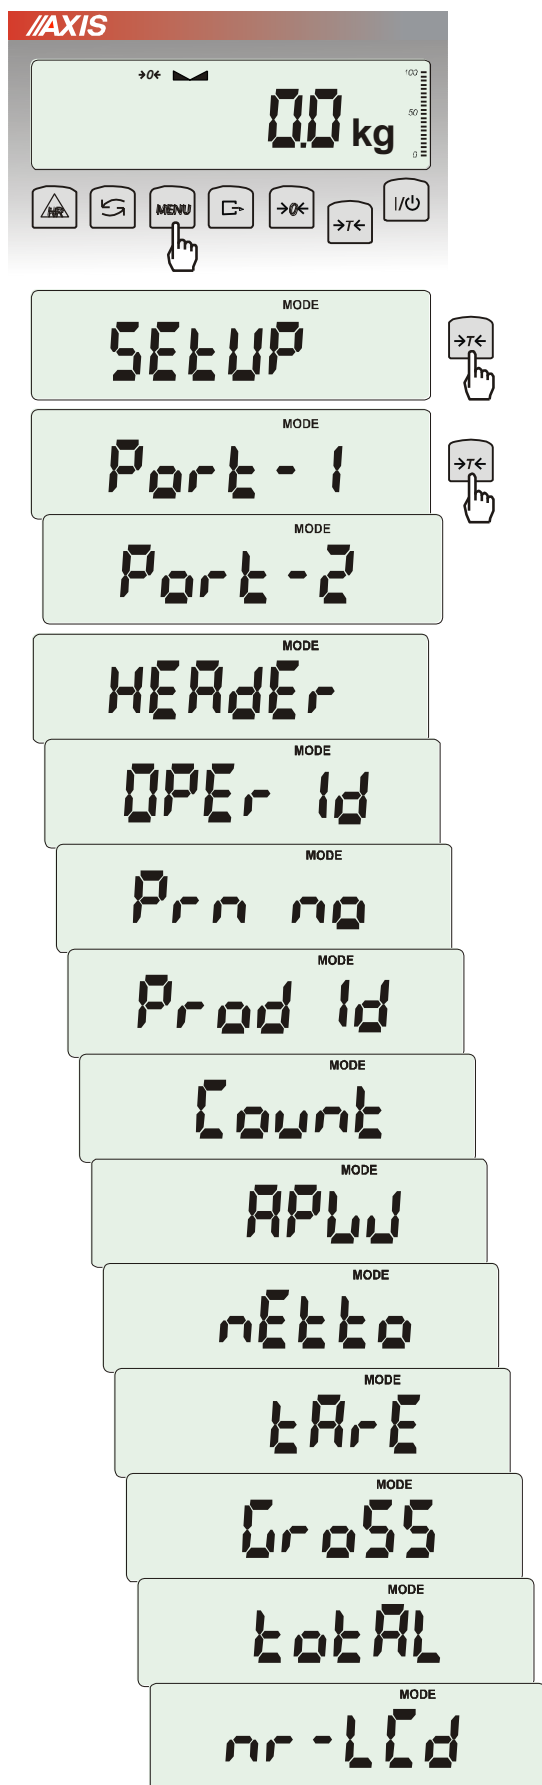 AXIS
→0← 100
50
0.0 kg
0
HR MENU →0← →T← I/⏻
MODE
SEtUP
→T←
MODE
Port-1
→T←
MODE
Port-2
MODE
HEAdEr
MODE
OPEr Id
MODE
Prn no
MODE
Prod Id
MODE
Count
MODE
APW
MODE
nEtto
MODE
tArE
MODE
GroSS
MODE
totAL
MODE
nr-LCd